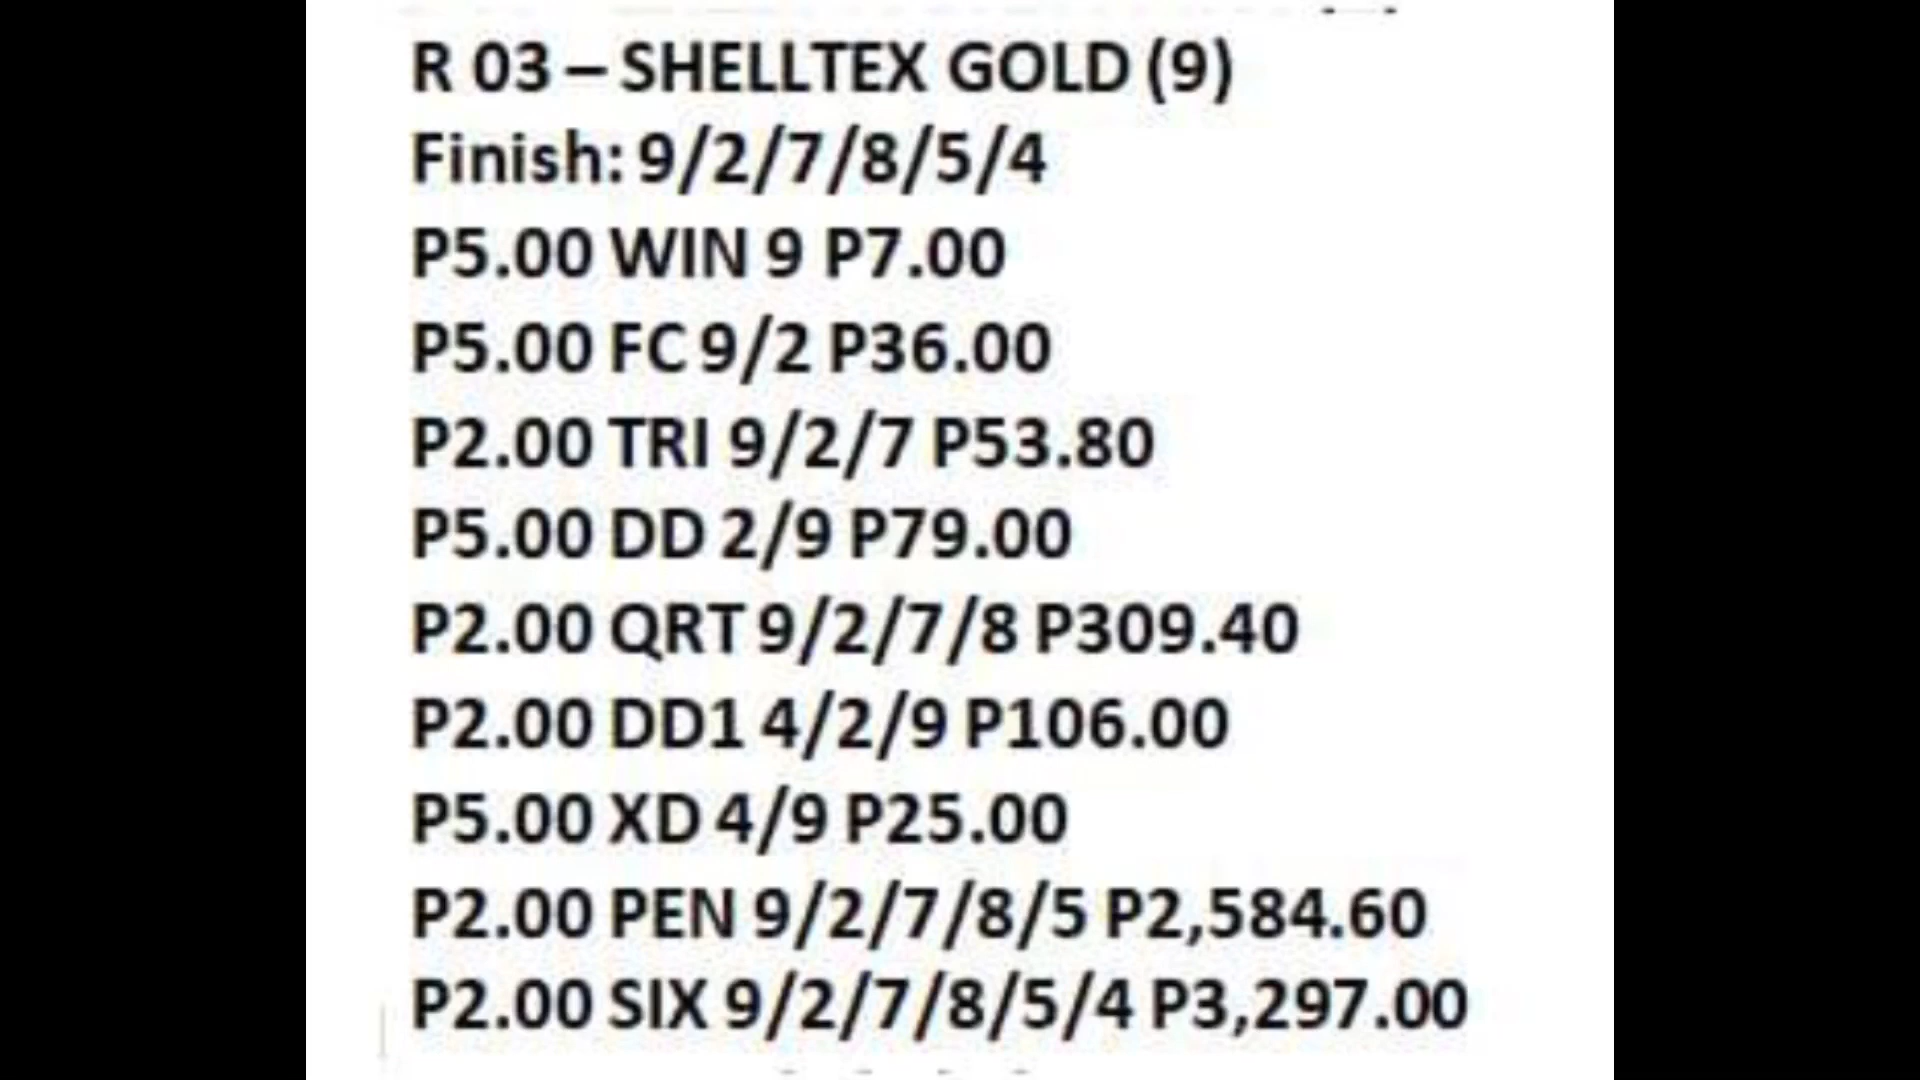 R 03 – SHELLTEX GOLD (9)
Finish: 9/2/7/8/5/4
P5.00 WIN 9 P7.00
P5.00 FC 9/2 P36.00
P2.00 TRI 9/2/7 P53.80
P5.00 DD 2/9 P79.00
P2.00 QRT 9/2/7/8 P309.40
P2.00 DD1 4/2/9 P106.00
P5.00 XD 4/9 P25.00
P2.00 PEN 9/2/7/8/5 P2,584.60
P2.00 SIX 9/2/7/8/5/4 P3,297.00